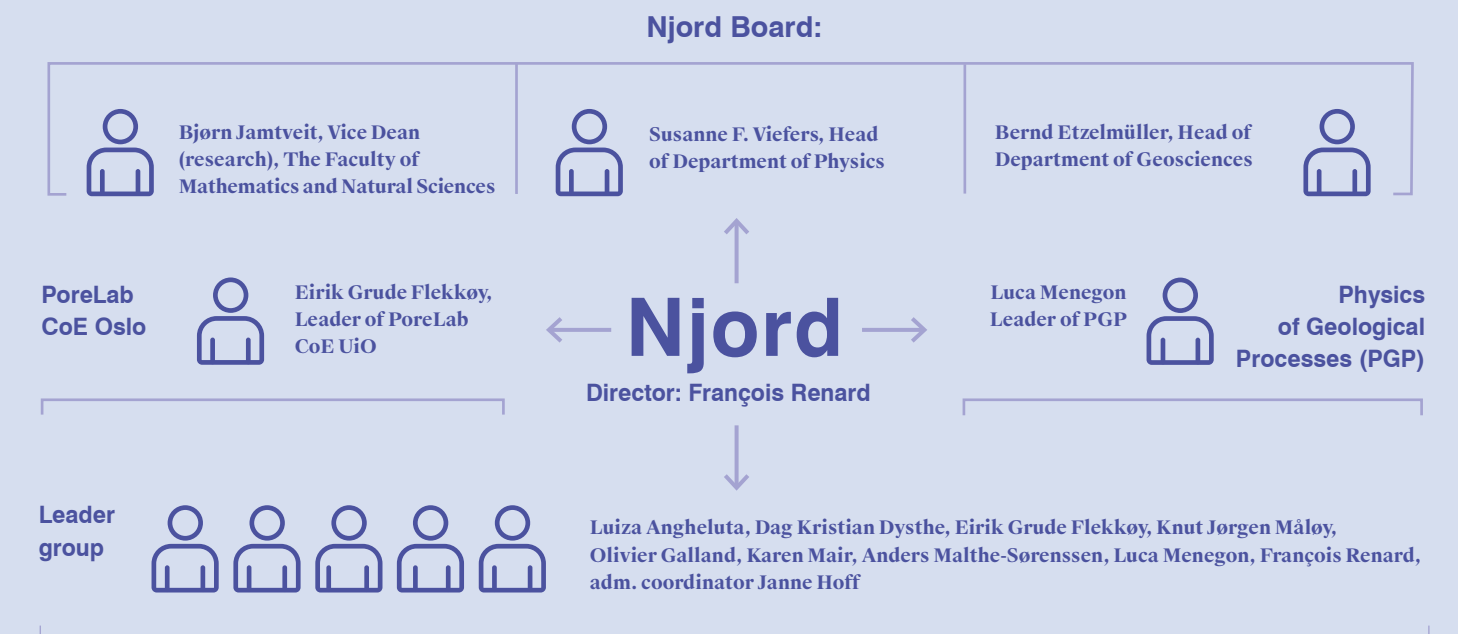 Njord Board:
Bjørn Jamtveit, Vice Dean
(research), The Faculty of
Mathematics and Natural Sciences
Susanne F. Viefers, Head
of Department of Physics
Bernd Etzelmüller, Head of
Department of Geosciences
PoreLab
CoE Oslo
Eirik Grude Flekkøy,
Leader of PoreLab
CoE UiO
Njord
Director: François Renard
Luca Menegon
Leader of PGP
Physics
of Geological
Processes (PGP)
Leader
group
Luiza Angheluta, Dag Kristian Dysthe, Eirik Grude Flekkøy, Knut Jørgen Måløy,
Olivier Galland, Karen Mair, Anders Malthe-Sørenssen, Luca Menegon, François Renard,
adm. coordinator Janne Hoff